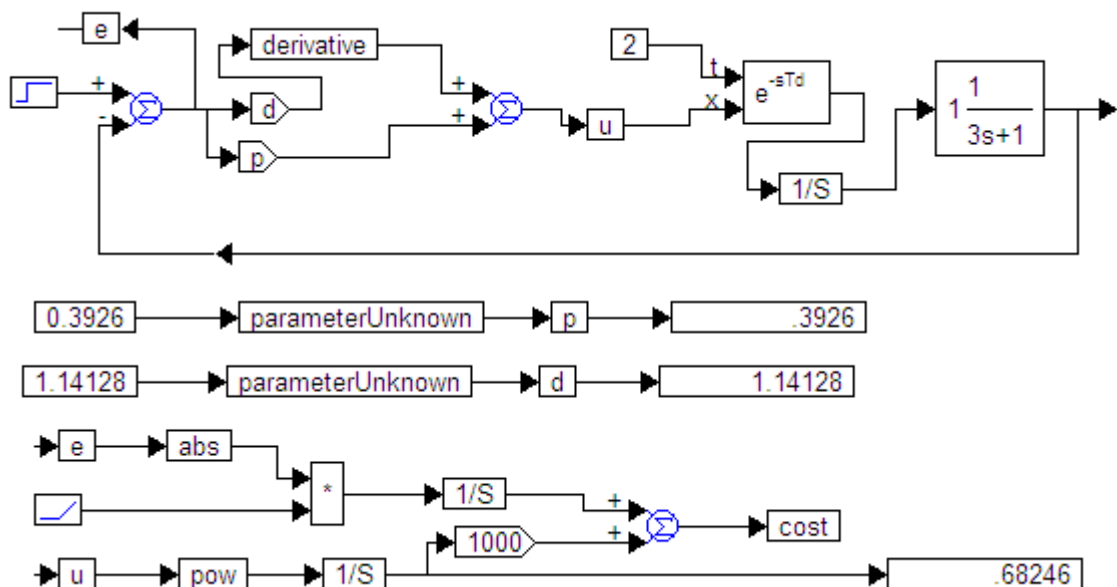 e
derivative
2
+
+
t
Σ
d
Σ
x
e^-sTd
1
1
3s+1
-
+
u
p
1/S
0.3926
parameterUnknown
p
.3926
1.14128
parameterUnknown
d
1.14128
e
abs
*
1/S
+
Σ
cost
1000
+
u
pow
1/S
.68246